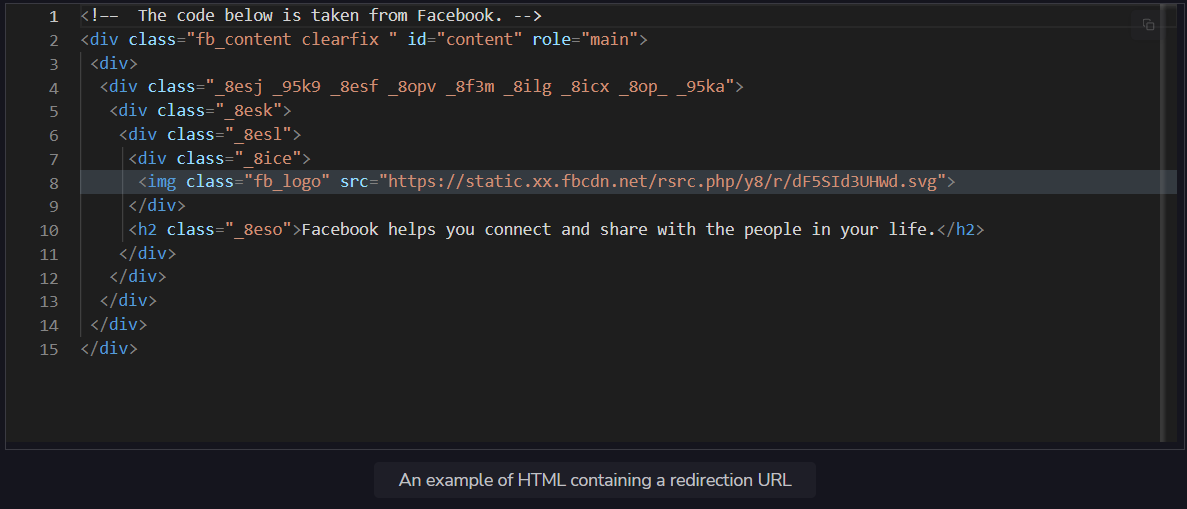 1 <!--  The code below is taken from Facebook. -->
2 <div class="fb_content clearfix " id="content" role="main">
3  <div>
4   <div class="_8esj _95k9 _8esf _8opv _8f3m _8ilg _8icx _8op_ _95ka">
5    <div class="_8esk">
6     <div class="_8esl">
7      <div class="_8ice">
8       <img class="fb_logo" src="https://static.xx.fbcdn.net/rsrc.php/y8/r/dF5SId3UHWd.svg">
9      </div>
10      <h2 class="_8eso">Facebook helps you connect and share with the people in your life.</h2>
11     </div>
12    </div>
13   </div>
14  </div>
15 </div>
An example of HTML containing a redirection URL